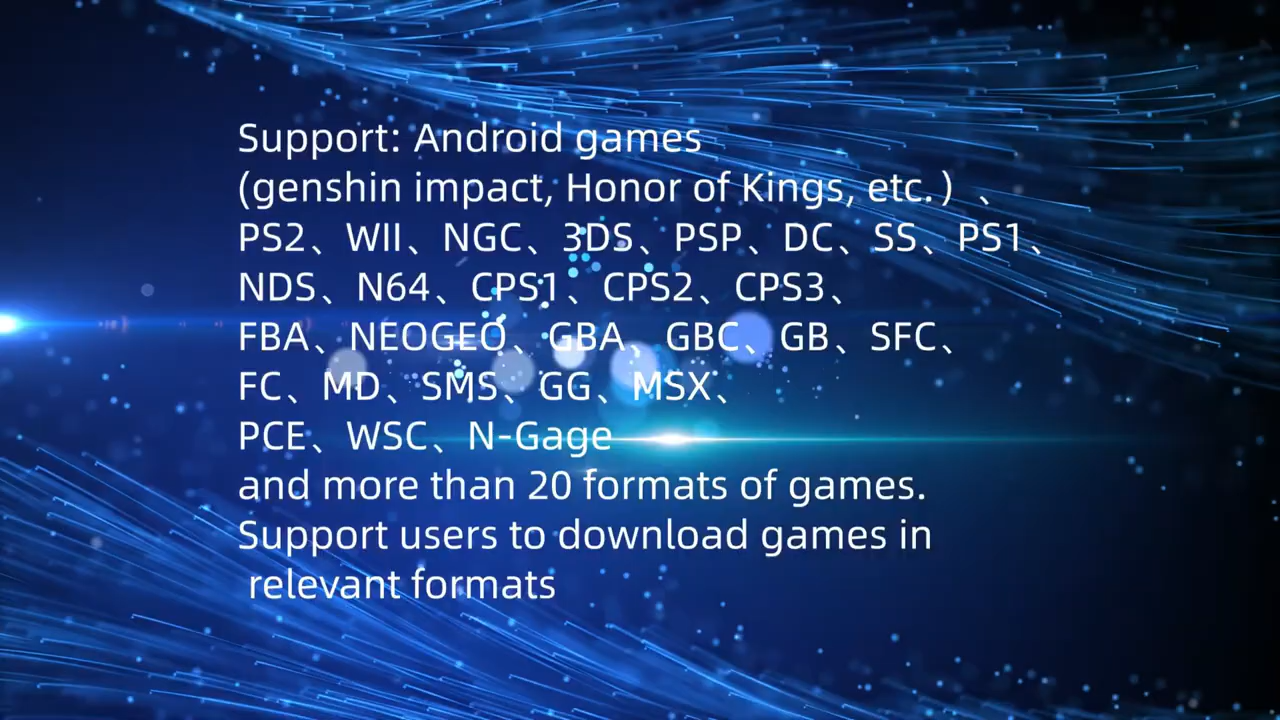 Support: Android games
(genshin impact, Honor of Kings, etc.) 、
PS2、WII、NGC、3DS、PSP、DC、SS、PS1、
NDS、N64、CPS1、CPS2、CPS3、
FBA、NEOGEO、GBA、GBC、GB、SFC、
FC、MD、SMS、GG、MSX、
PCE、WSC、N-Gage
and more than 20 formats of games.
Support users to download games in
relevant formats